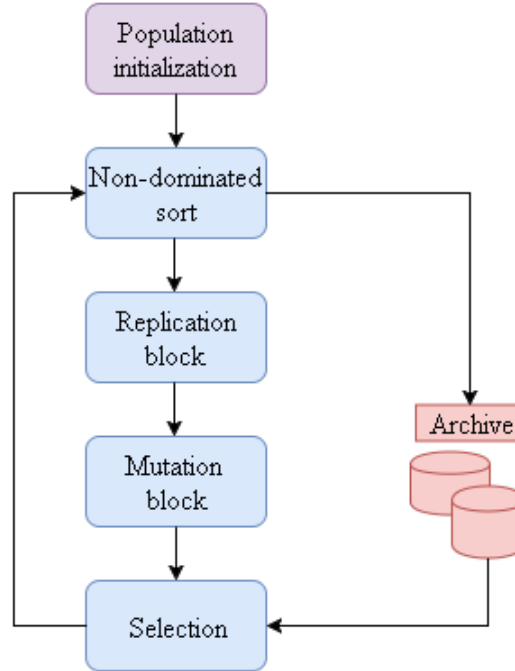 Population
initialization
Non-dominated
sort
Replication
block
Archive
Mutation
block
Selection